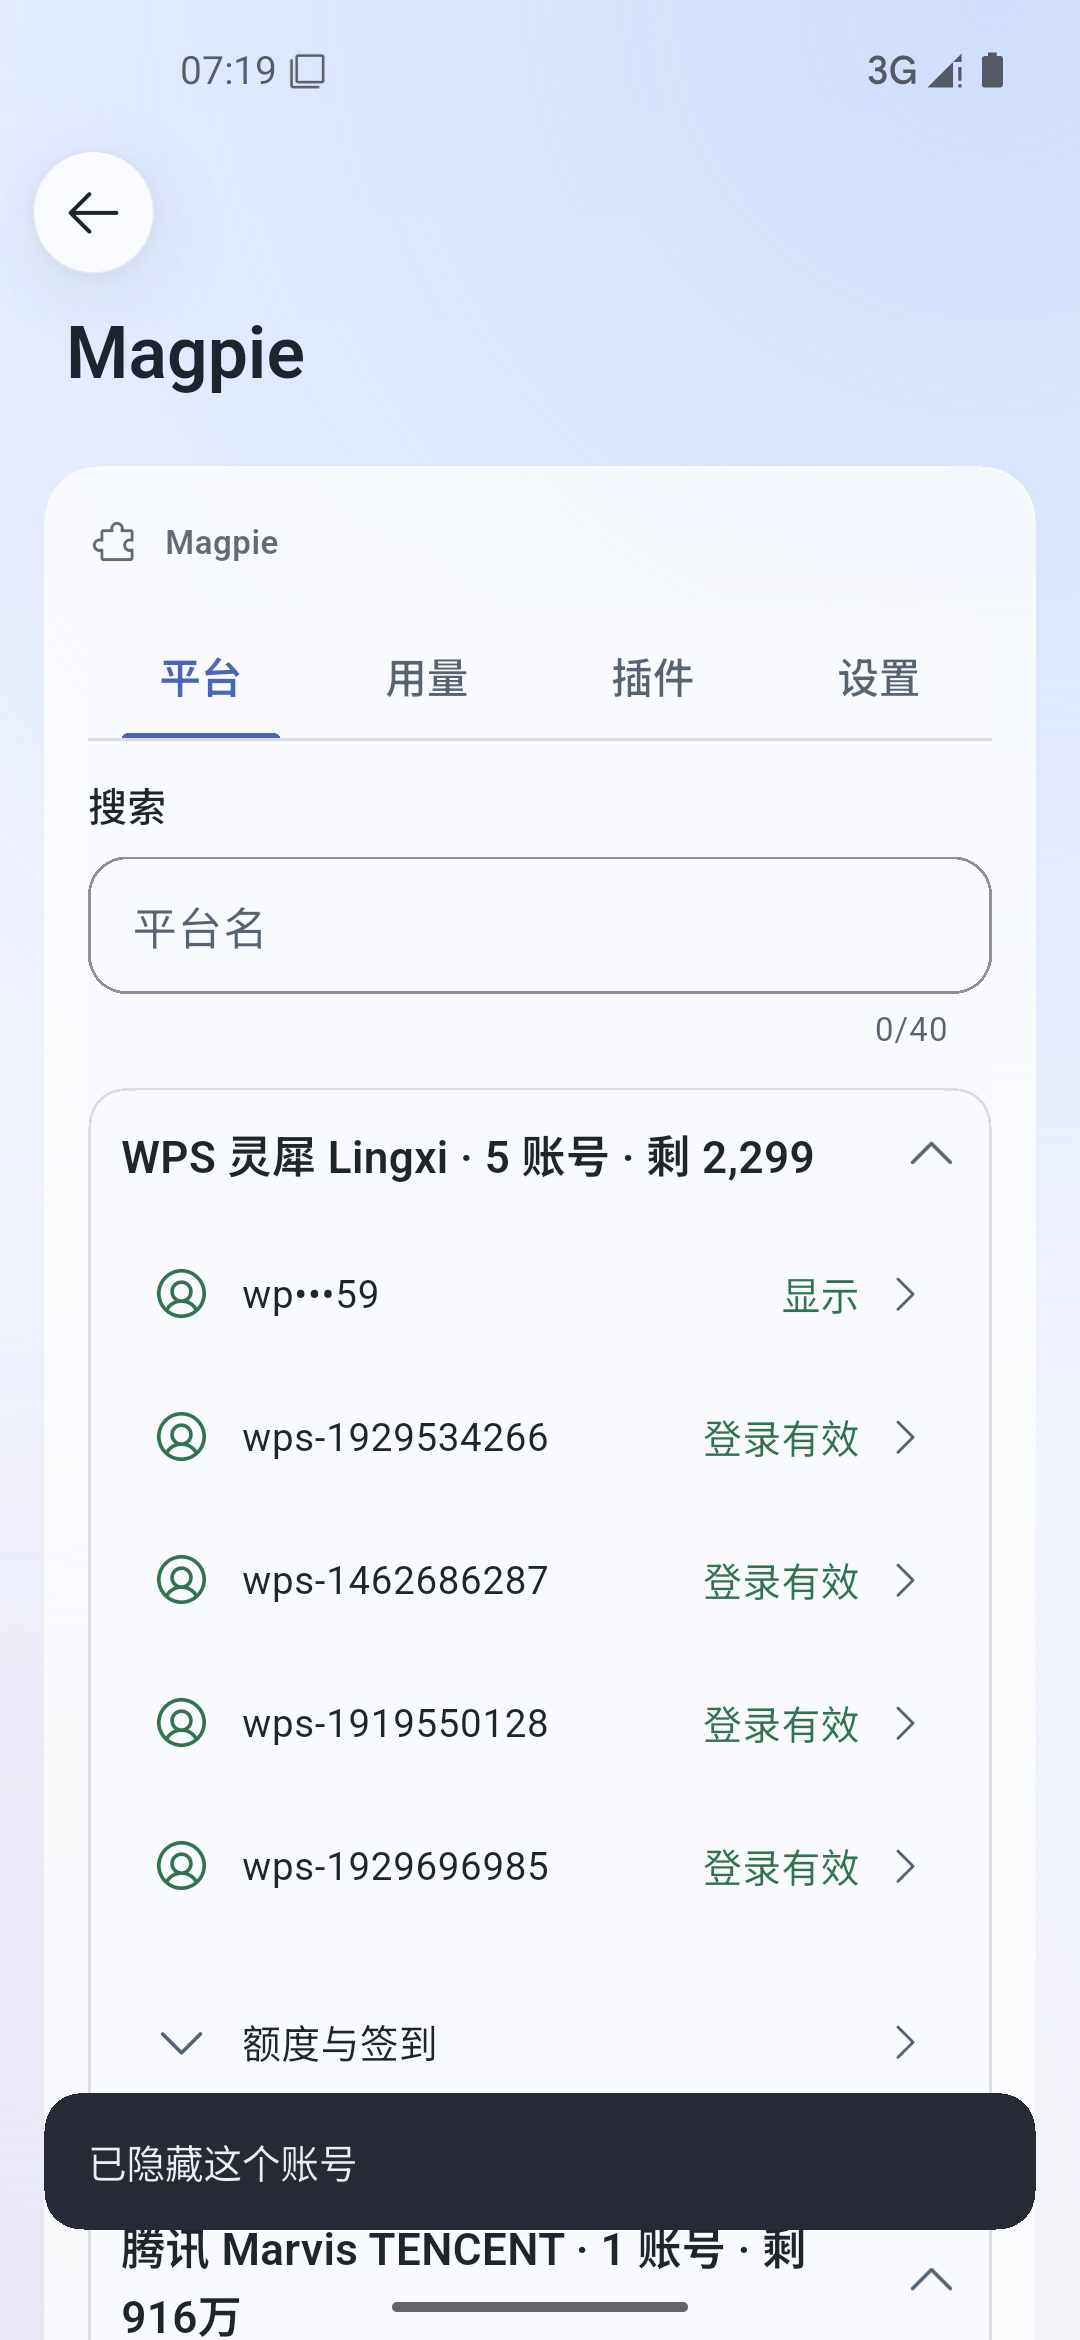 07:19
3G
Magpie
Magpie
平台 用量 插件 设置
搜索
平台名
0/40
WPS 灵犀 Lingxi · 5 账号 · 剩 2,299
wp•••59 显示
wps-1929534266 登录有效
wps-1462686287 登录有效
wps-1919550128 登录有效
wps-1929696985 登录有效
额度与签到
已隐藏这个账号
腾讯 Marvis TENCENT · 1 账号 · 剩
916万